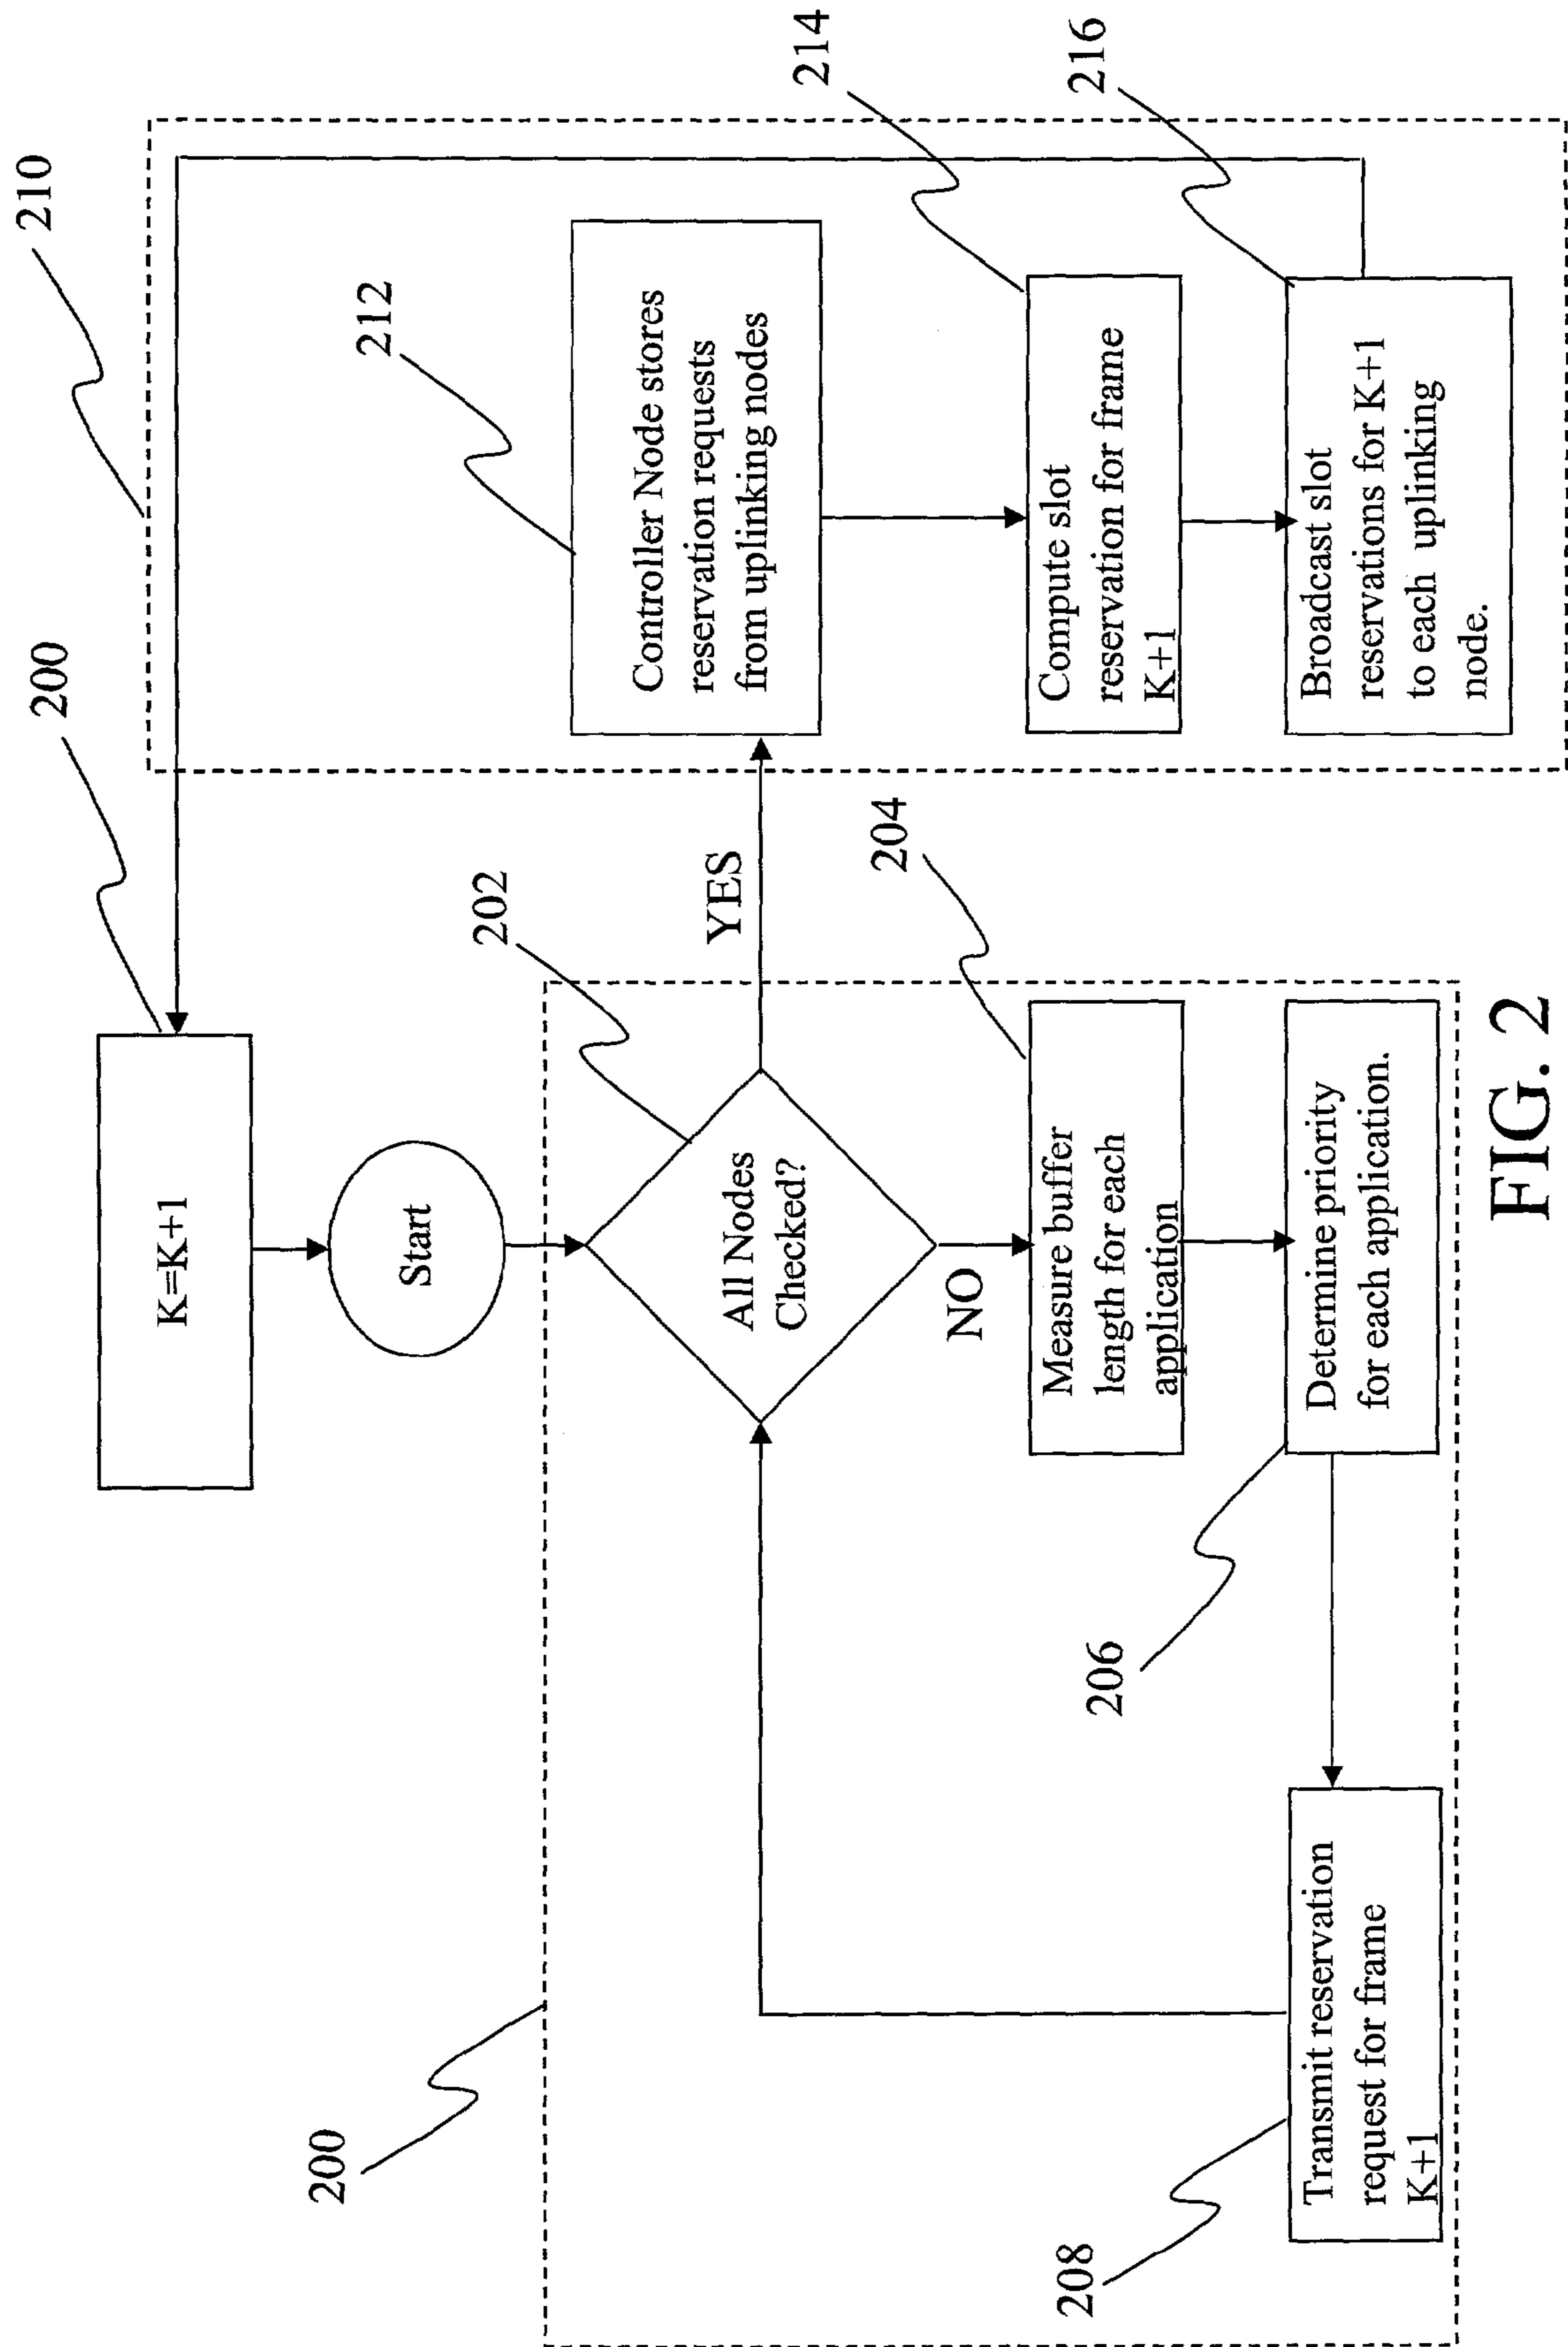 200
210
K=K+1
Start
200
202
All Nodes
Checked?
YES
NO
212
Controller Node stores
reservation requests
from uplinking nodes
204
Measure buffer
length for each
application
214
Compute slot
reservation for frame
K+1
206
Determine priority
for each application.
216
Broadcast slot
reservations for K+1
to each uplinking
node.
208
Transmit reservation
request for frame
K+1
FIG. 2